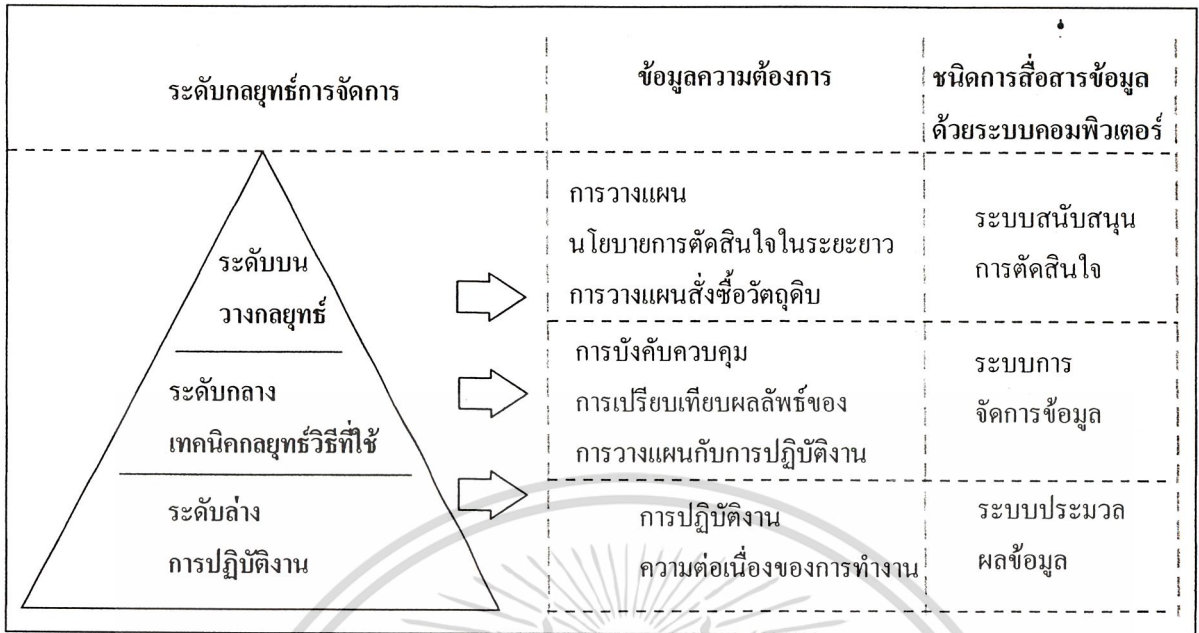 ระดับกลยุทธ์การจัดการ
ข้อมูลความต้องการ
ชนิดการสื่อสารข้อมูล
ด้วยระบบคอมพิวเตอร์
ระดับบน
วางกลยุทธ์
การวางแผน
นโยบายการตัดสินใจในระยะยาว
การวางแผนสั่งซื้อวัตถุดิบ
ระบบสนับสนุน
การตัดสินใจ
ระดับกลาง
เทคนิคกลยุทธ์วิธีที่ใช้
การบังคับควบคุม
การเปรียบเทียบผลลัพธ์ของ
การวางแผนกับการปฏิบัติงาน
ระบบการ
จัดการข้อมูล
ระดับล่าง
การปฏิบัติงาน
การปฏิบัติงาน
ความต่อเนื่องของการทำงาน
ระบบประมวล
ผลข้อมูล